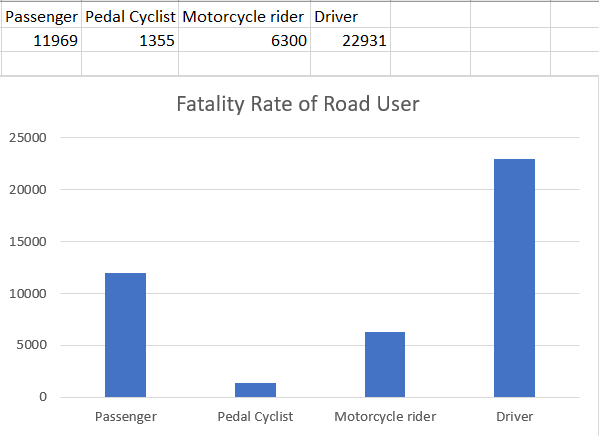 Passenger Pedal Cyclist Motorcycle rider Driver
11969 1355 6300 22931
Fatality Rate of Road User
25000
20000
15000
10000
5000
0
Passenger Pedal Cyclist Motorcycle rider Driver